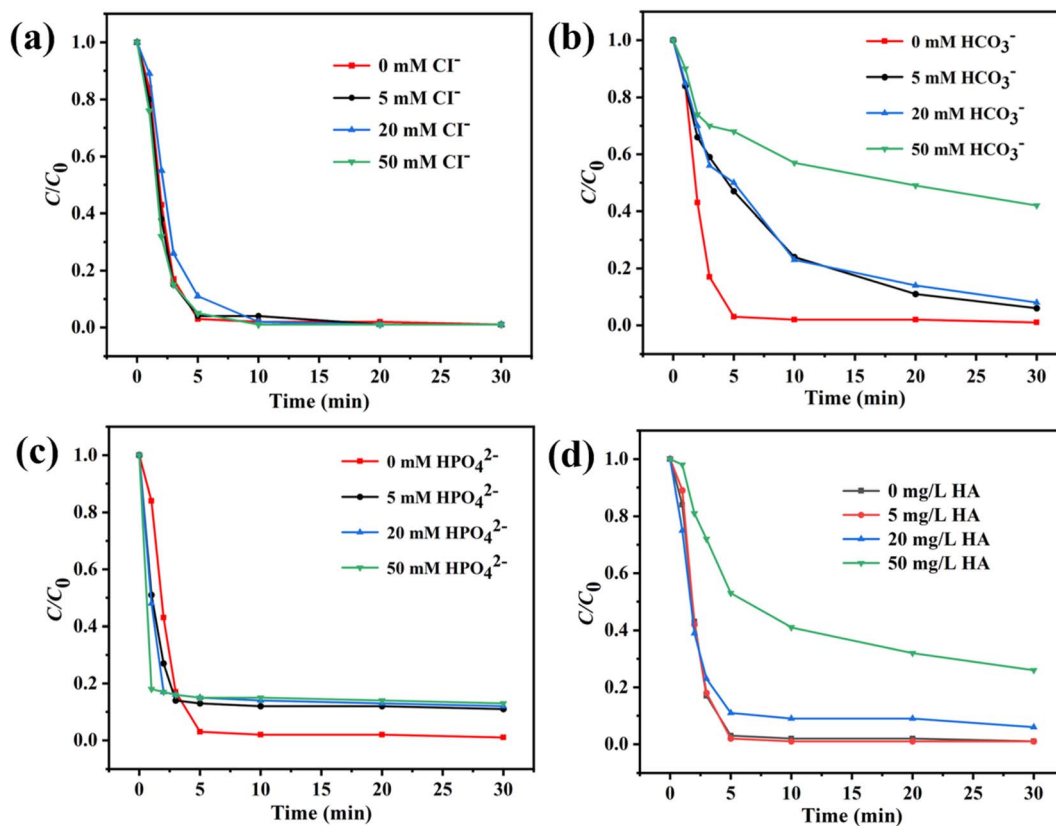 (a)
1.0
0.8
0.6
0.4
0.2
0.0
C/C₀
0 mM CI⁻
5 mM CI⁻
20 mM CI⁻
50 mM CI⁻
0 5 10 15 20 25 30
Time (min)
(b)
1.0
0.8
0.6
0.4
0.2
0.0
C/C₀
0 mM HCO₃⁻
5 mM HCO₃⁻
20 mM HCO₃⁻
50 mM HCO₃⁻
0 5 10 15 20 25 30
Time (min)
(c)
1.0
0.8
0.6
0.4
0.2
0.0
C/C₀
0 mM HPO₄²⁻
5 mM HPO₄²⁻
20 mM HPO₄²⁻
50 mM HPO₄²⁻
0 5 10 15 20 25 30
Time (min)
(d)
1.0
0.8
0.6
0.4
0.2
0.0
C/C₀
0 mg/L HA
5 mg/L HA
20 mg/L HA
50 mg/L HA
0 5 10 15 20 25 30
Time (min)